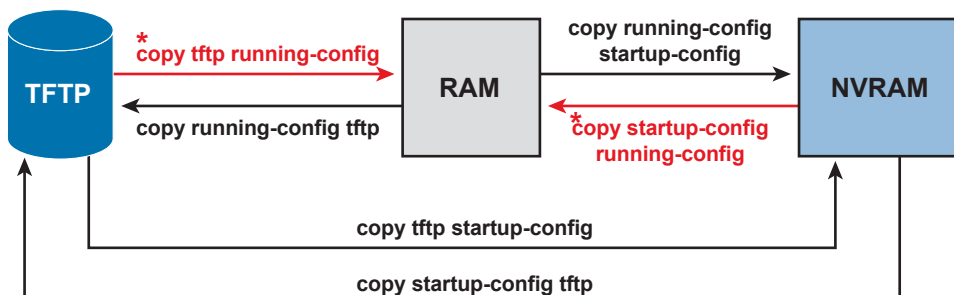 *
copy tftp running-config
copy running-config
startup-config
TFTP
RAM
NVRAM
copy running-config tftp
*
copy startup-config
running-config
copy tftp startup-config
copy startup-config tftp